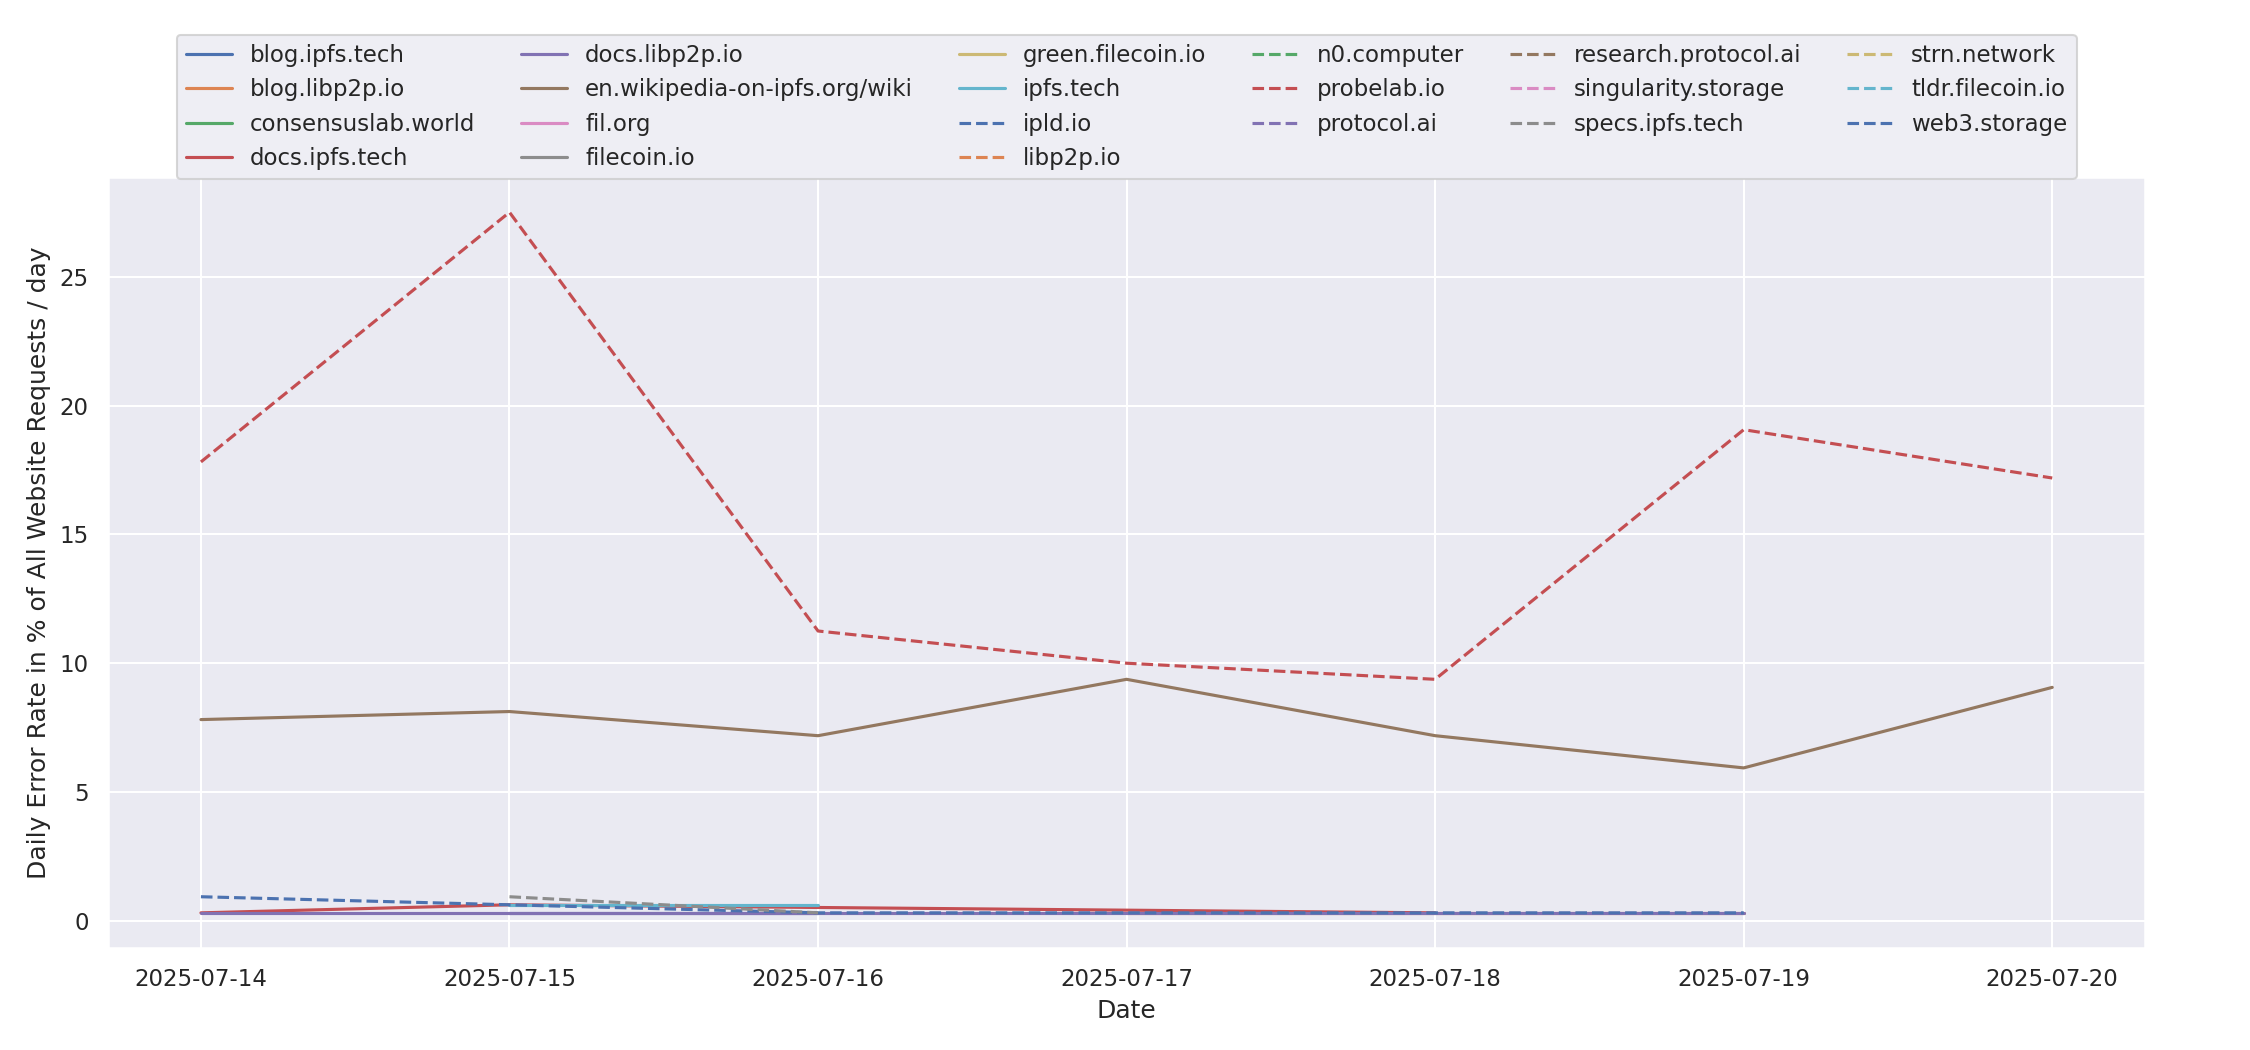 blog.ipfs.tech
blog.libp2p.io
consensuslab.world
docs.ipfs.tech
docs.libp2p.io
en.wikipedia-on-ipfs.org/wiki
fil.org
filecoin.io
green.filecoin.io
ipfs.tech
ipld.io
libp2p.io
n0.computer
probelab.io
protocol.ai
research.protocol.ai
singularity.storage
specs.ipfs.tech
strn.network
tldr.filecoin.io
web3.storage
Daily Error Rate in % of All Website Requests / day
25
20
15
10
5
0
2025-07-14 2025-07-15 2025-07-16 2025-07-17 2025-07-18 2025-07-19 2025-07-20
Date